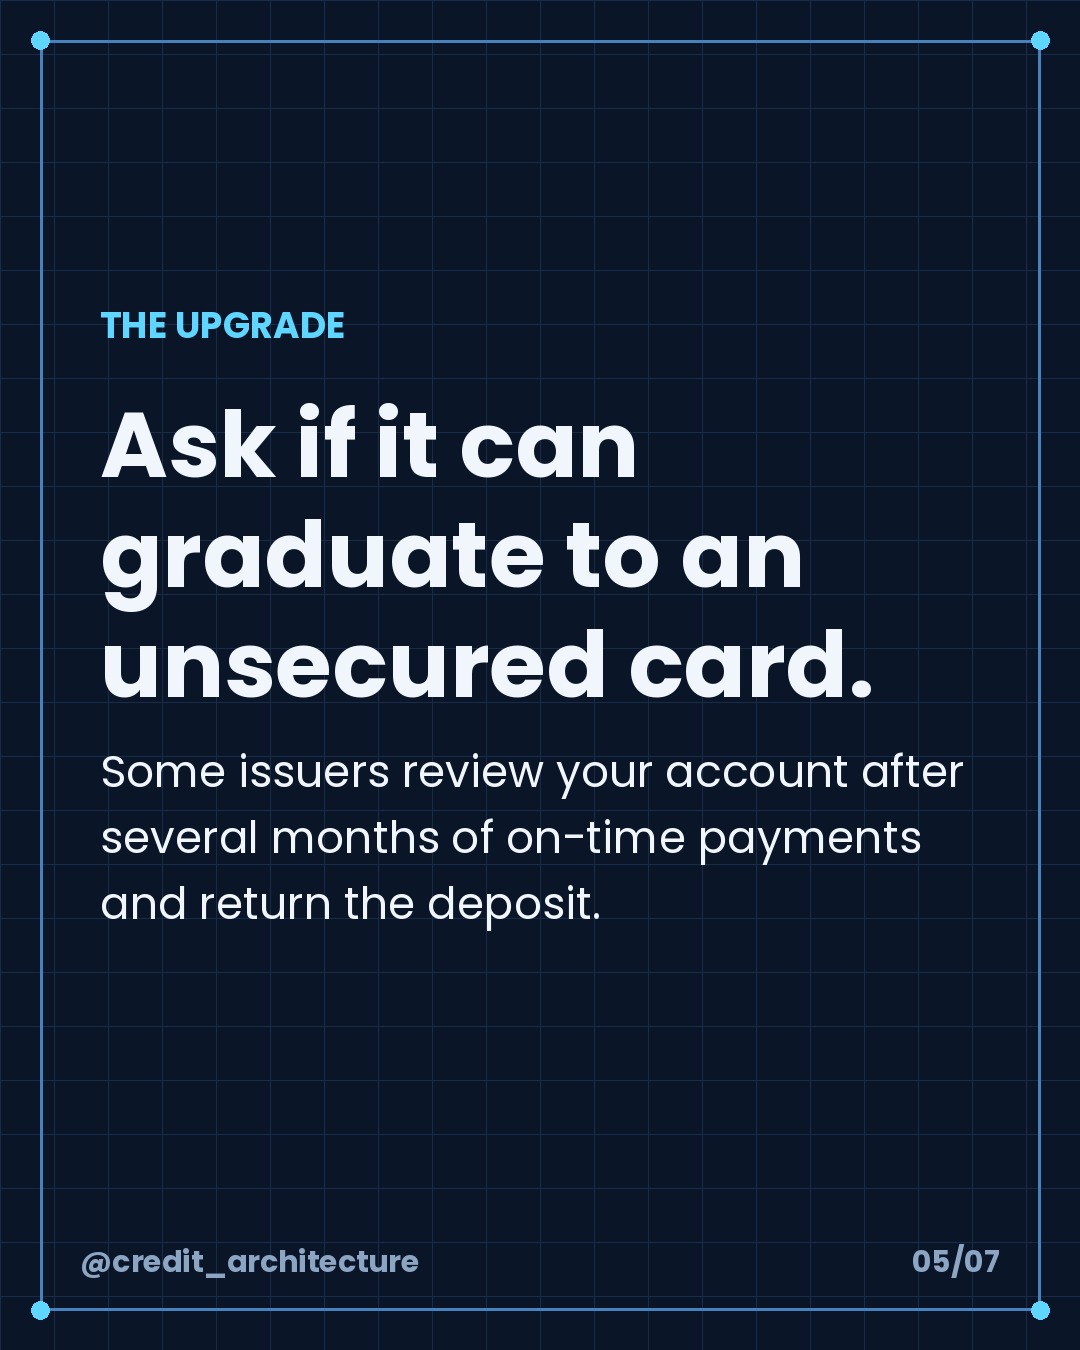 THE UPGRADE
Ask if it can
graduate to an
unsecured card.
Some issuers review your account after
several months of on-time payments
and return the deposit.
@credit_architecture
05/07